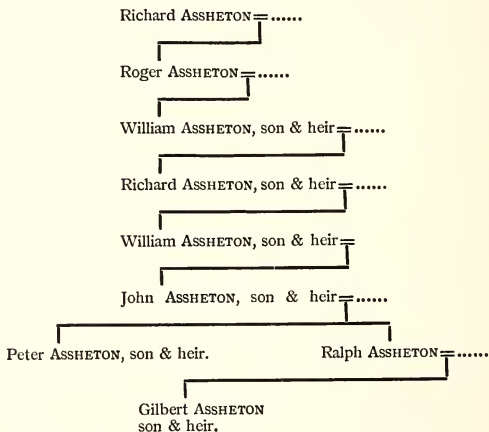 Richard ASSHETON=......
Roger ASSHETON=......
William ASSHETON, son & heir=......
Richard ASSHETON, son & heir=......
William ASSHETON, son & heir=
John ASSHETON, son & heir=......
Peter ASSHETON, son & heir. Ralph ASSHETON=......
Gilbert ASSHETON
son & heir.